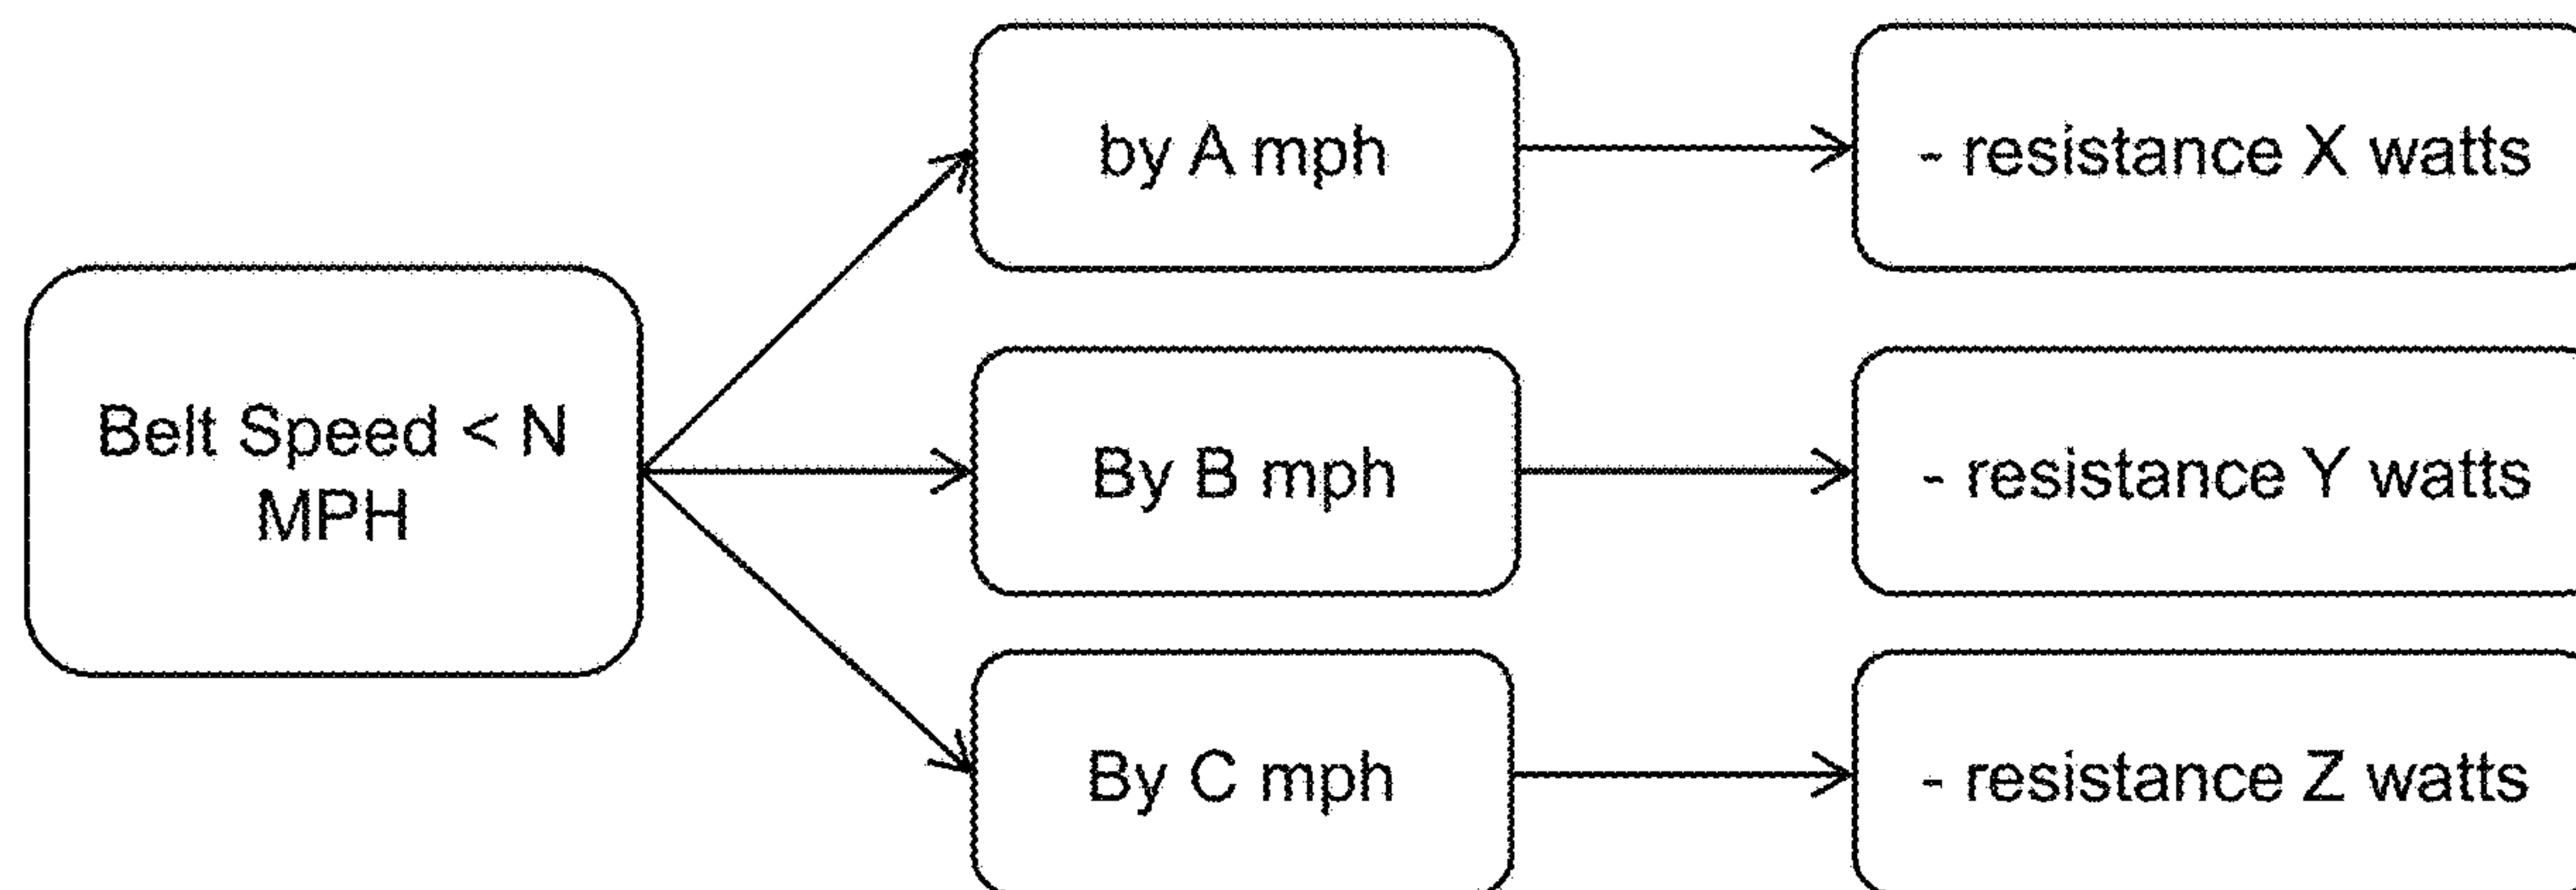 by A mph
- resistance X watts
Belt Speed < N
MPH
By B mph
- resistance Y watts
By C mph
- resistance Z watts